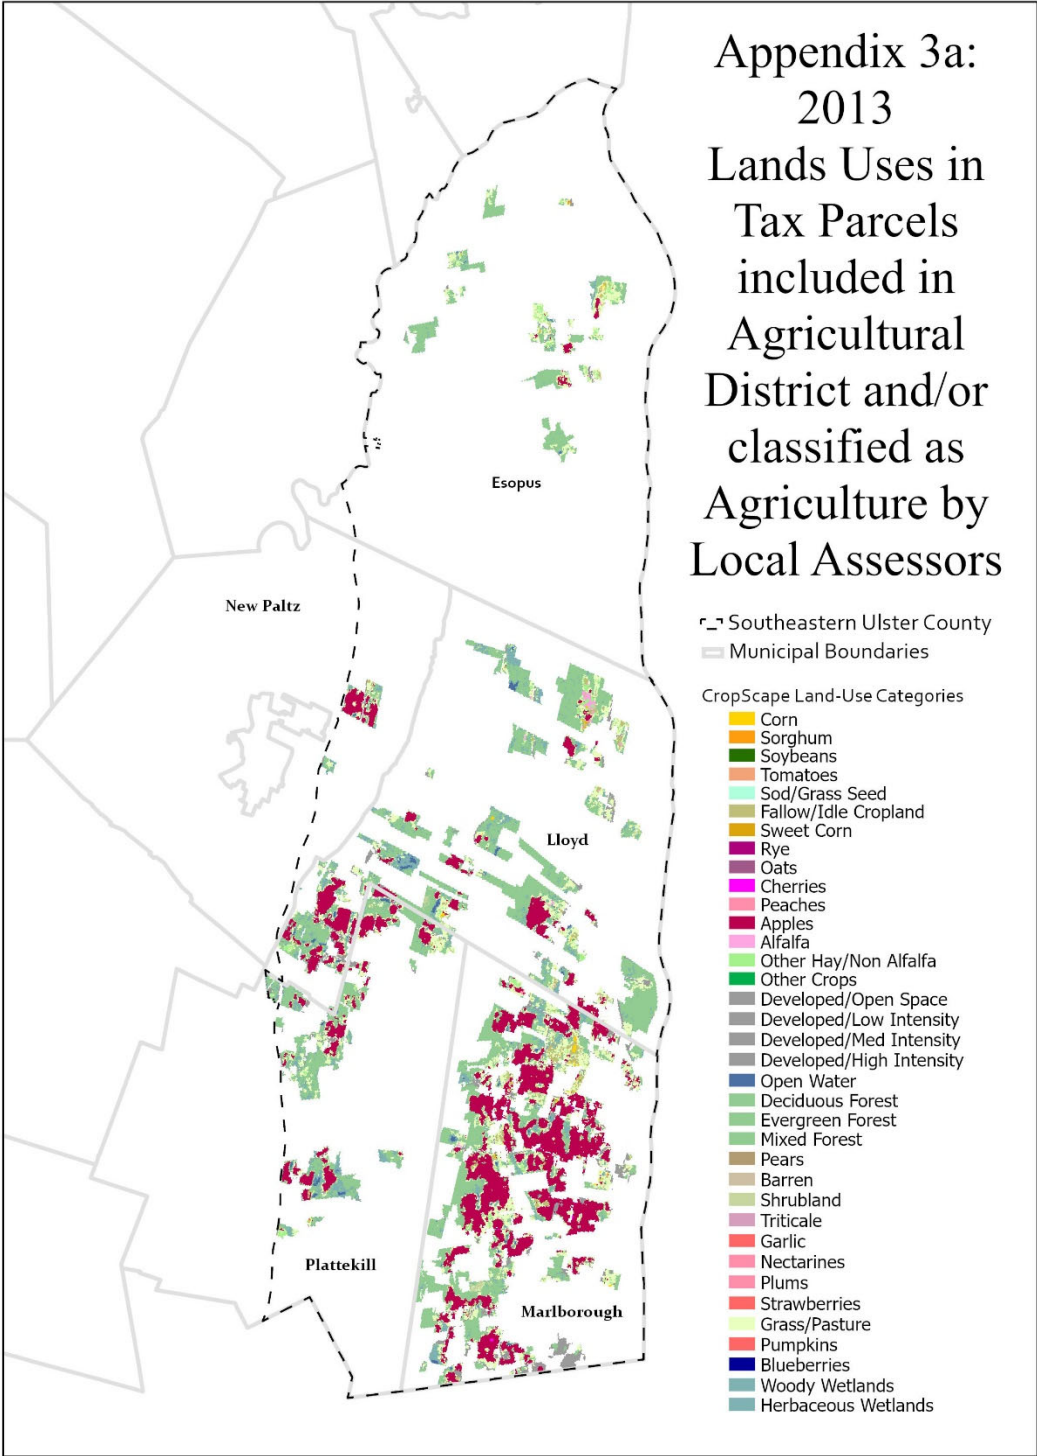 Appendix 3a:
2013
Lands Uses in
Tax Parcels
included in
Agricultural
District and/or
classified as
Agriculture by
Local Assessors
Southeastern Ulster County
Municipal Boundaries
CropScape Land-Use Categories
Corn
Sorghum
Soybeans
Tomatoes
Sod/Grass Seed
Fallow/Idle Cropland
Sweet Corn
Rye
Oats
Cherries
Peaches
Apples
Alfalfa
Other Hay/Non Alfalfa
Other Crops
Developed/Open Space
Developed/Low Intensity
Developed/Med Intensity
Developed/High Intensity
Open Water
Deciduous Forest
Evergreen Forest
Mixed Forest
Pears
Barren
Shrubland
Triticale
Garlic
Nectarines
Plums
Strawberries
Grass/Pasture
Pumpkins
Blueberries
Woody Wetlands
Herbaceous Wetlands
Esopus
New Paltz
Lloyd
Plattekill
Marlborough